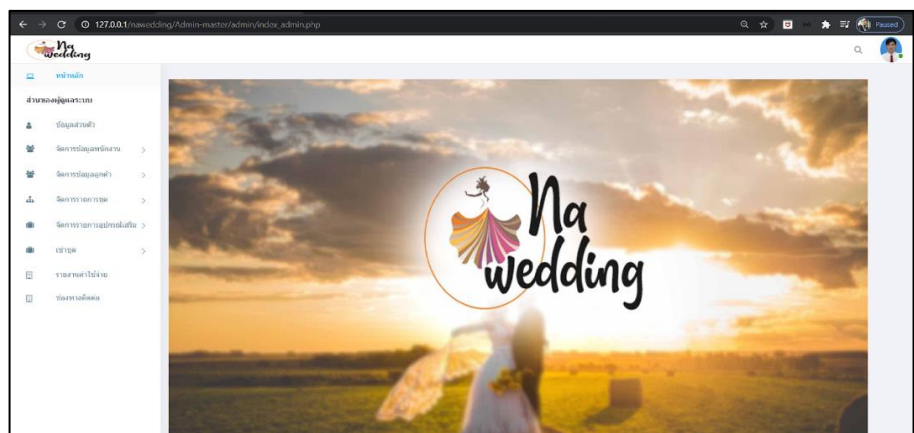 127.0.0.1/nawedding/Admin-master/admin/index_admin.php
Paused
Na
wedding
หน้าหลัก
ส่วนของผู้ดูแลระบบ
ข้อมูลส่วนตัว
จัดการข้อมูลพนักงาน
จัดการข้อมูลลูกค้า
จัดการรายการชุด
จัดการรายการอุปกรณ์เสริม
เช่าชุด
รายงานค่าใช้จ่าย
ช่องทางติดต่อ
Na
wedding